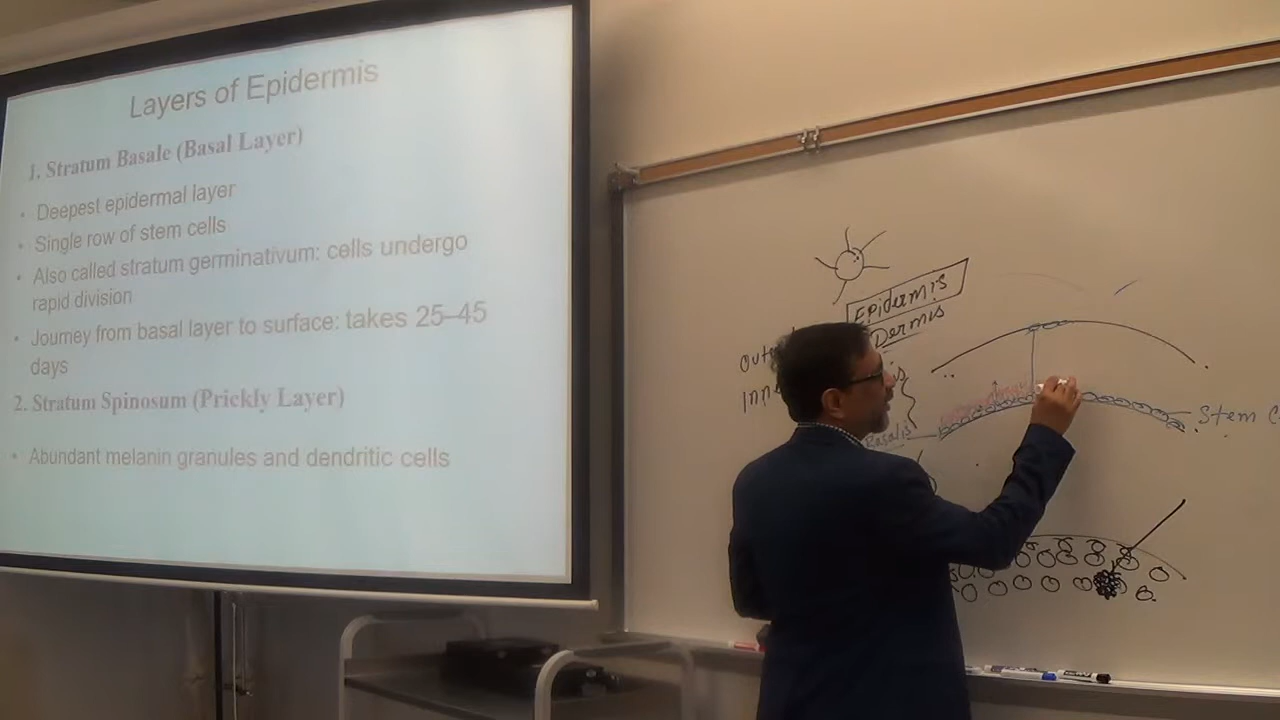 Layers of Epidermis
1. Stratum Basale (Basal Layer)
• Deepest epidermal layer
• Single row of stem cells
• Also called stratum germinativum: cells undergo
rapid division
• Journey from basal layer to surface: takes 25–45
days
2. Stratum Spinosum (Prickly Layer)
• Abundant melanin granules and dendritic cells
Epidermis
Dermis
Basalis
Stem